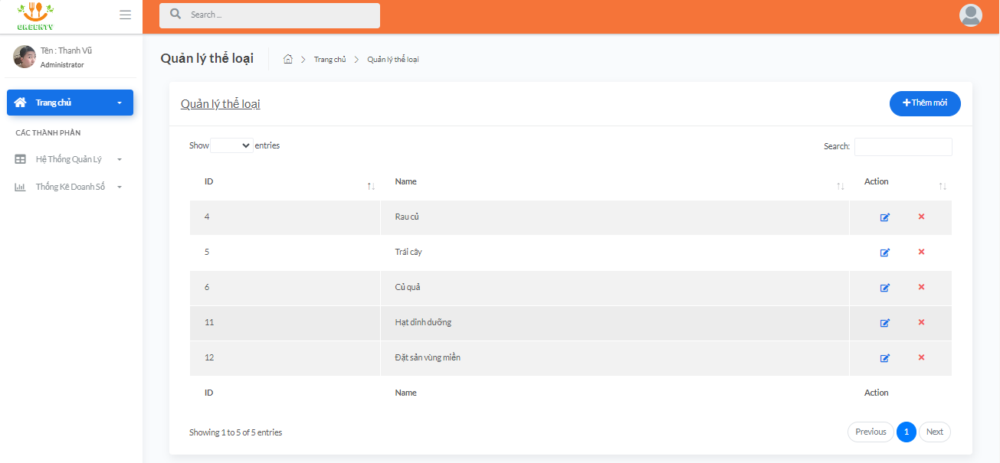 GREENTV
Search ...
Tên : Thanh Vũ
Administrator
Trang chủ
CÁC THÀNH PHẦN
Hệ Thống Quản Lý
Thống Kê Doanh Số
Quản lý thể loại
Trang chủ
Quản lý thể loại
Quản lý thể loại
Thêm mới
Show entries
Search:
ID Name Action
4 Rau củ
5 Trái cây
6 Củ quả
11 Hạt dinh dưỡng
12 Đặt sản vùng miền
ID Name Action
Showing 1 to 5 of 5 entries
Previous 1 Next